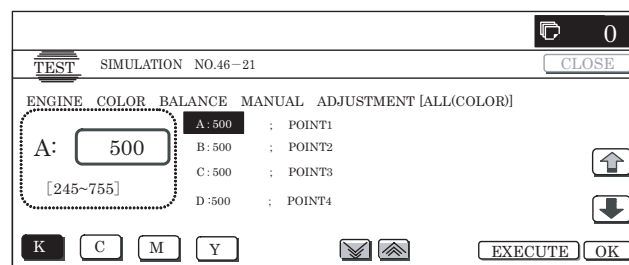 0
TEST SIMULATION NO.46-21 CLOSE
ENGINE COLOR BALANCE MANUAL ADJUSTMENT [ALL(COLOR)]
A: 500
[245~755]
A:500 ; POINT1
B:500 ; POINT2
C:500 ; POINT3
D:500 ; POINT4
K C M Y EXECUTE OK